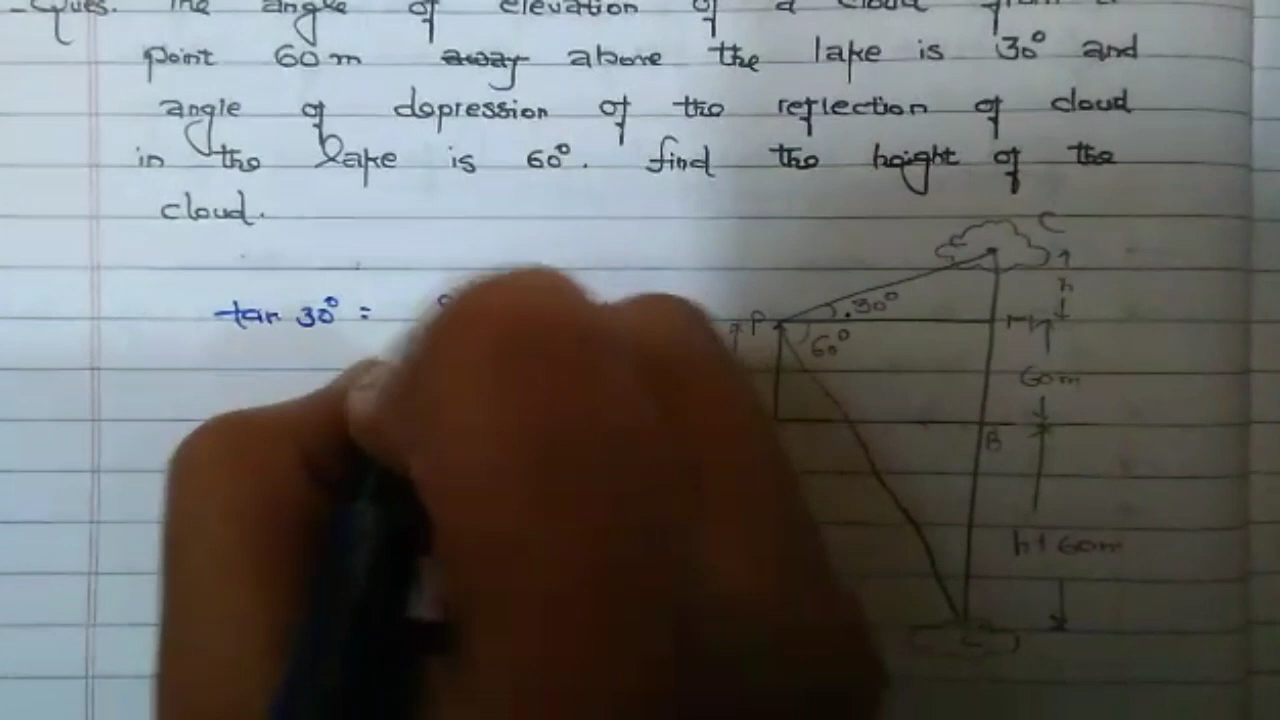 Ques. The angle of elevation of a cloud from a
point 60m away above the lake is 30° and
angle of depression of the reflection of cloud
in the lake is 60°. find the height of the
cloud.
C
h
30°
P
M
60°
tan 30° =
60m
B
h+60m